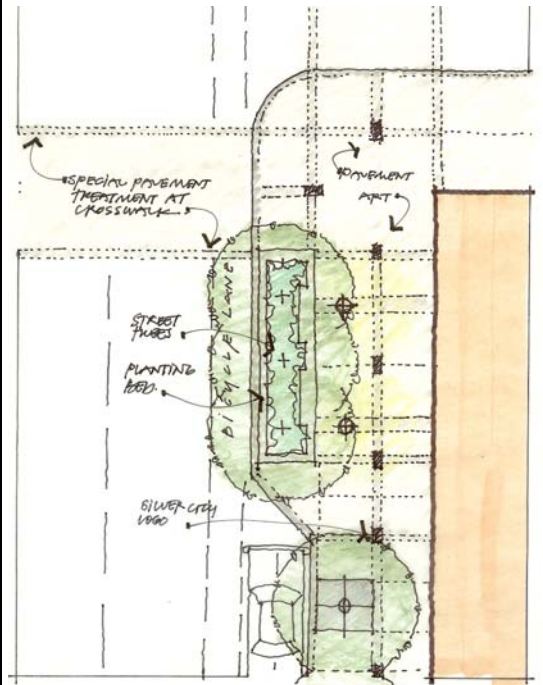 SPECIAL PAVEMENT
TREATMENT AT
CROSSWALK
PAVEMENT
ART
BICYCLE LANE
STREET
TREES
PLANTING
BED.
SILVER CITY
LOGO